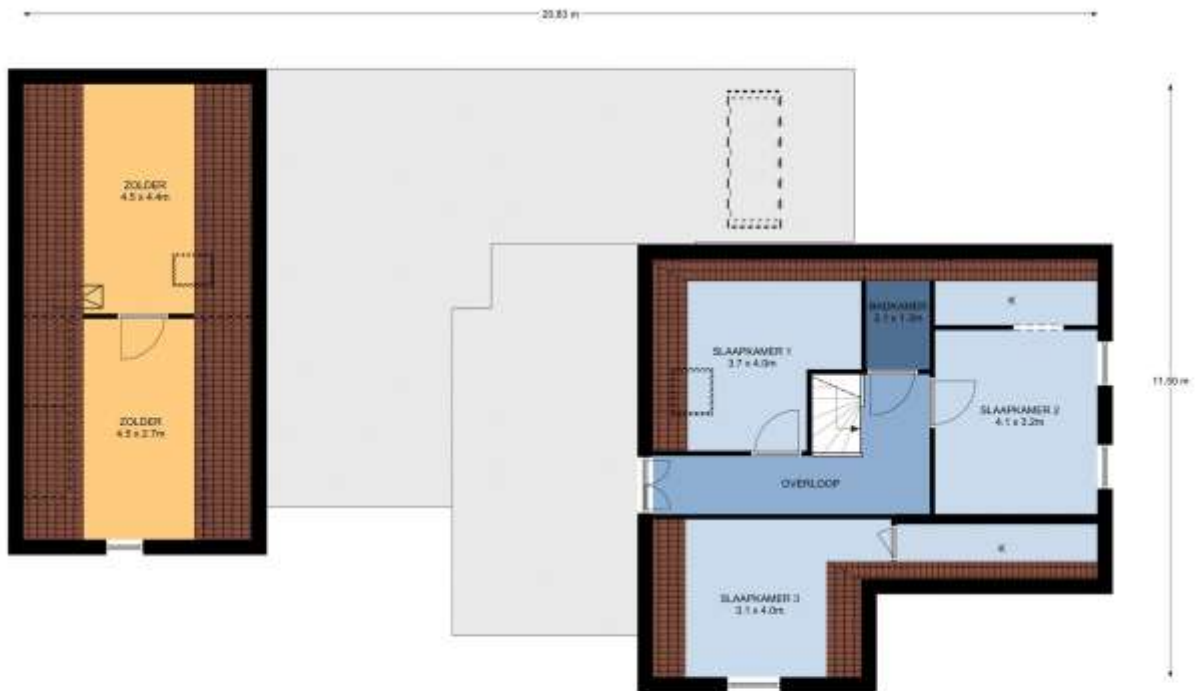 20.83 m
ZOLDER
4.5 x 4.4m
ZOLDER
4.5 x 2.7m
SLAAPKAMER 1
3.7 x 4.0m
BADKAMER
K
SLAAPKAMER 2
4.1 x 3.2m
11.60 m
OVERLOOP
K
SLAAPKAMER 3
3.1 x 4.0m